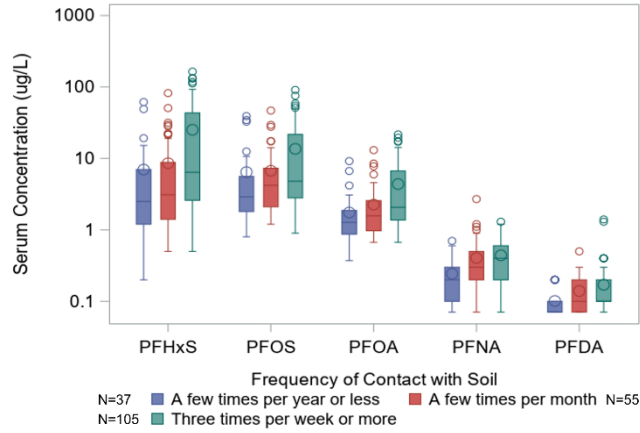 1000
100
10
1
0.1
Serum Concentration (ug/L)
PFHxS PFOS PFOA PFNA PFDA
Frequency of Contact with Soil
N=37 A few times per year or less A few times per month N=55
N=105 Three times per week or more